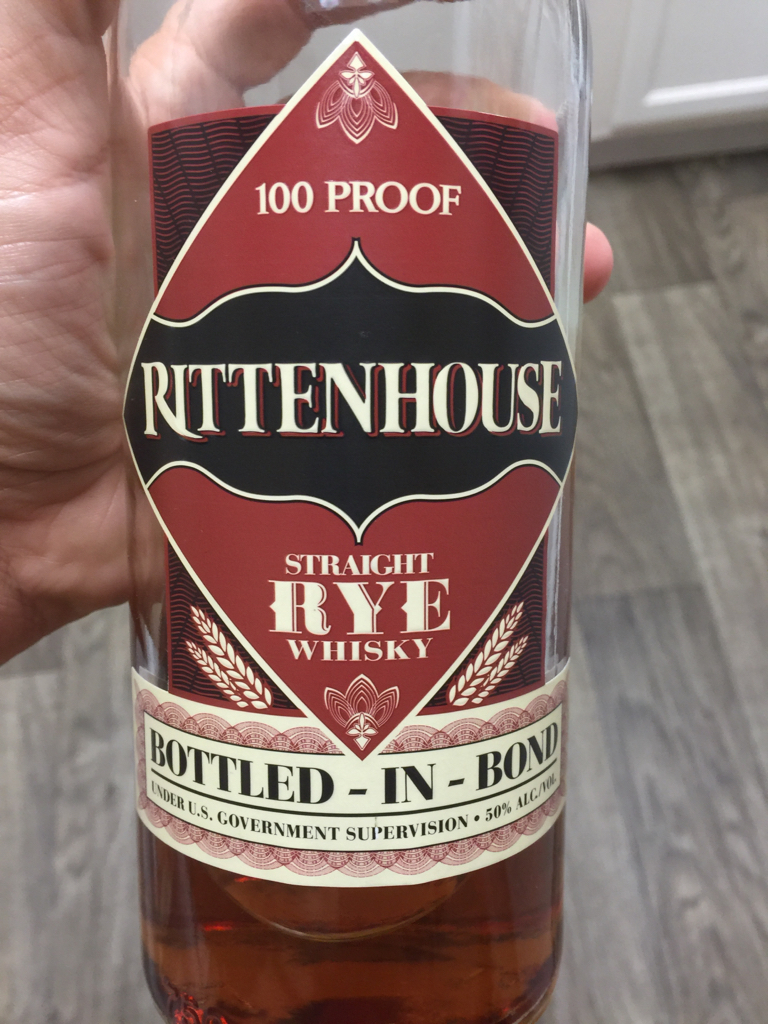 100 PROOF
RITTENHOUSE
STRAIGHT
RYE
WHISKY
BOTTLED - IN - BOND
UNDER U.S. GOVERNMENT SUPERVISION • 50% ALC./VOL.